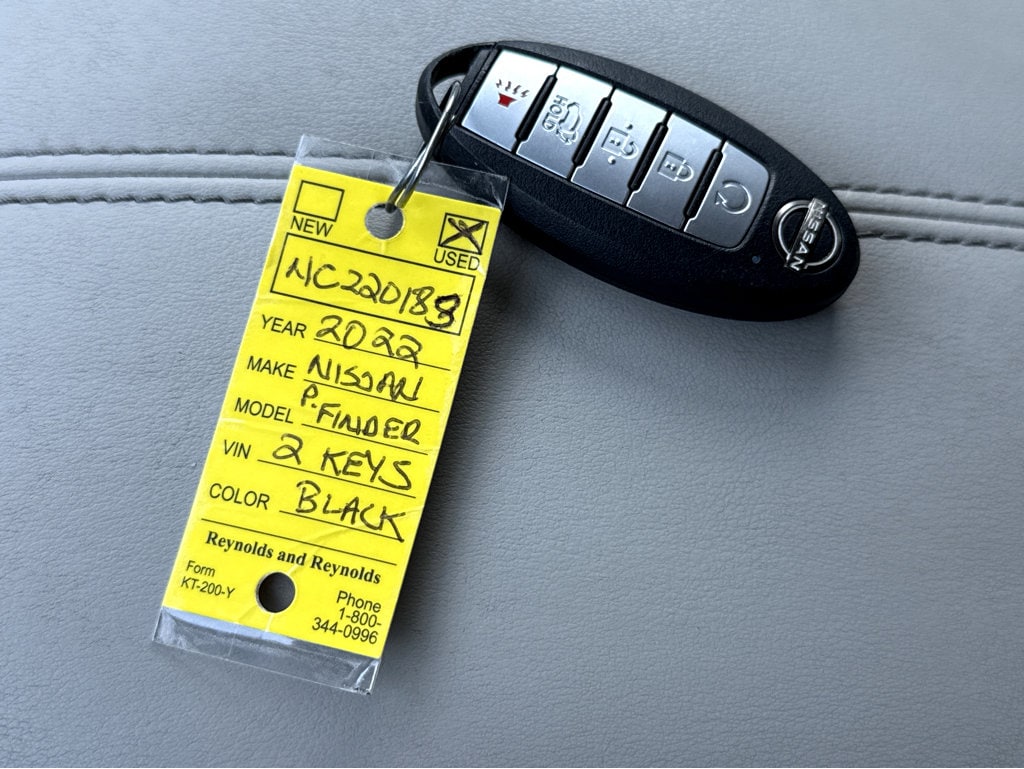 HOLD
NISSAN
NEW
USED
NC220183
YEAR 2022
MAKE NISSAN
MODEL P.FINDER
VIN 2 KEYS
COLOR BLACK
Reynolds and Reynolds
Form
KT-200-Y
Phone
1-800-
344-0996